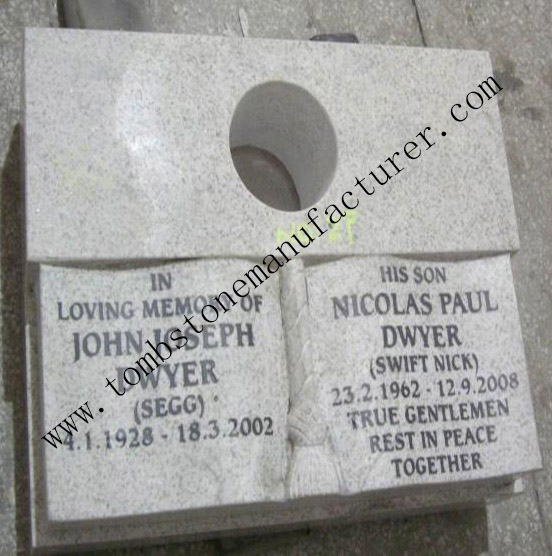 IN
LOVING MEMORY OF
JOHN JOSEPH
DWYER
(SEGG)
4.1.1928 - 18.3.2002
HIS SON
NICOLAS PAUL
DWYER
(SWIFT NICK)
23.2.1962 - 12.9.2008
TRUE GENTLEMEN
REST IN PEACE
TOGETHER
www.tombstonemanufacturer.com